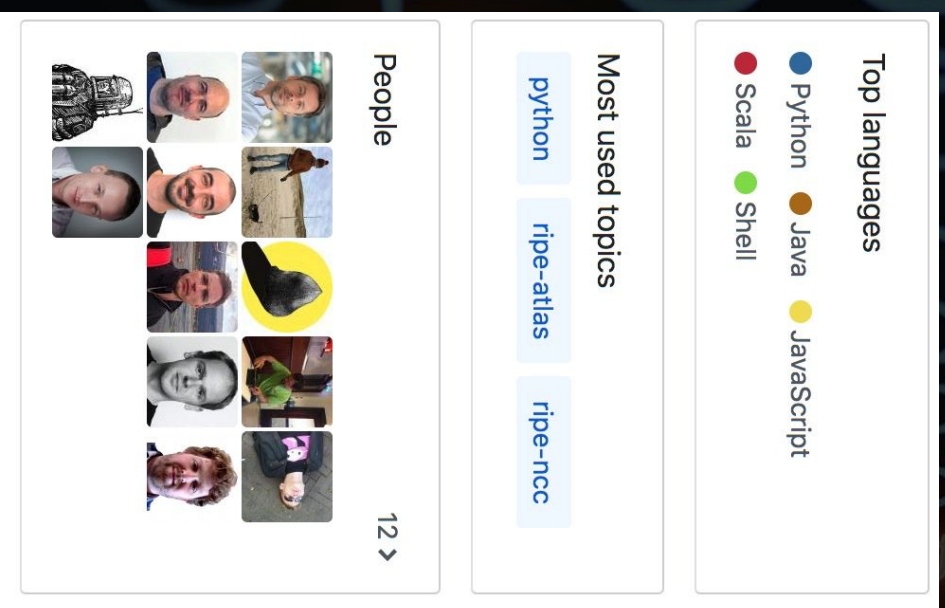 Top languages
Python Java JavaScript
Scala Shell
Most used topics
python ripe-atlas ripe-ncc
People 12 >